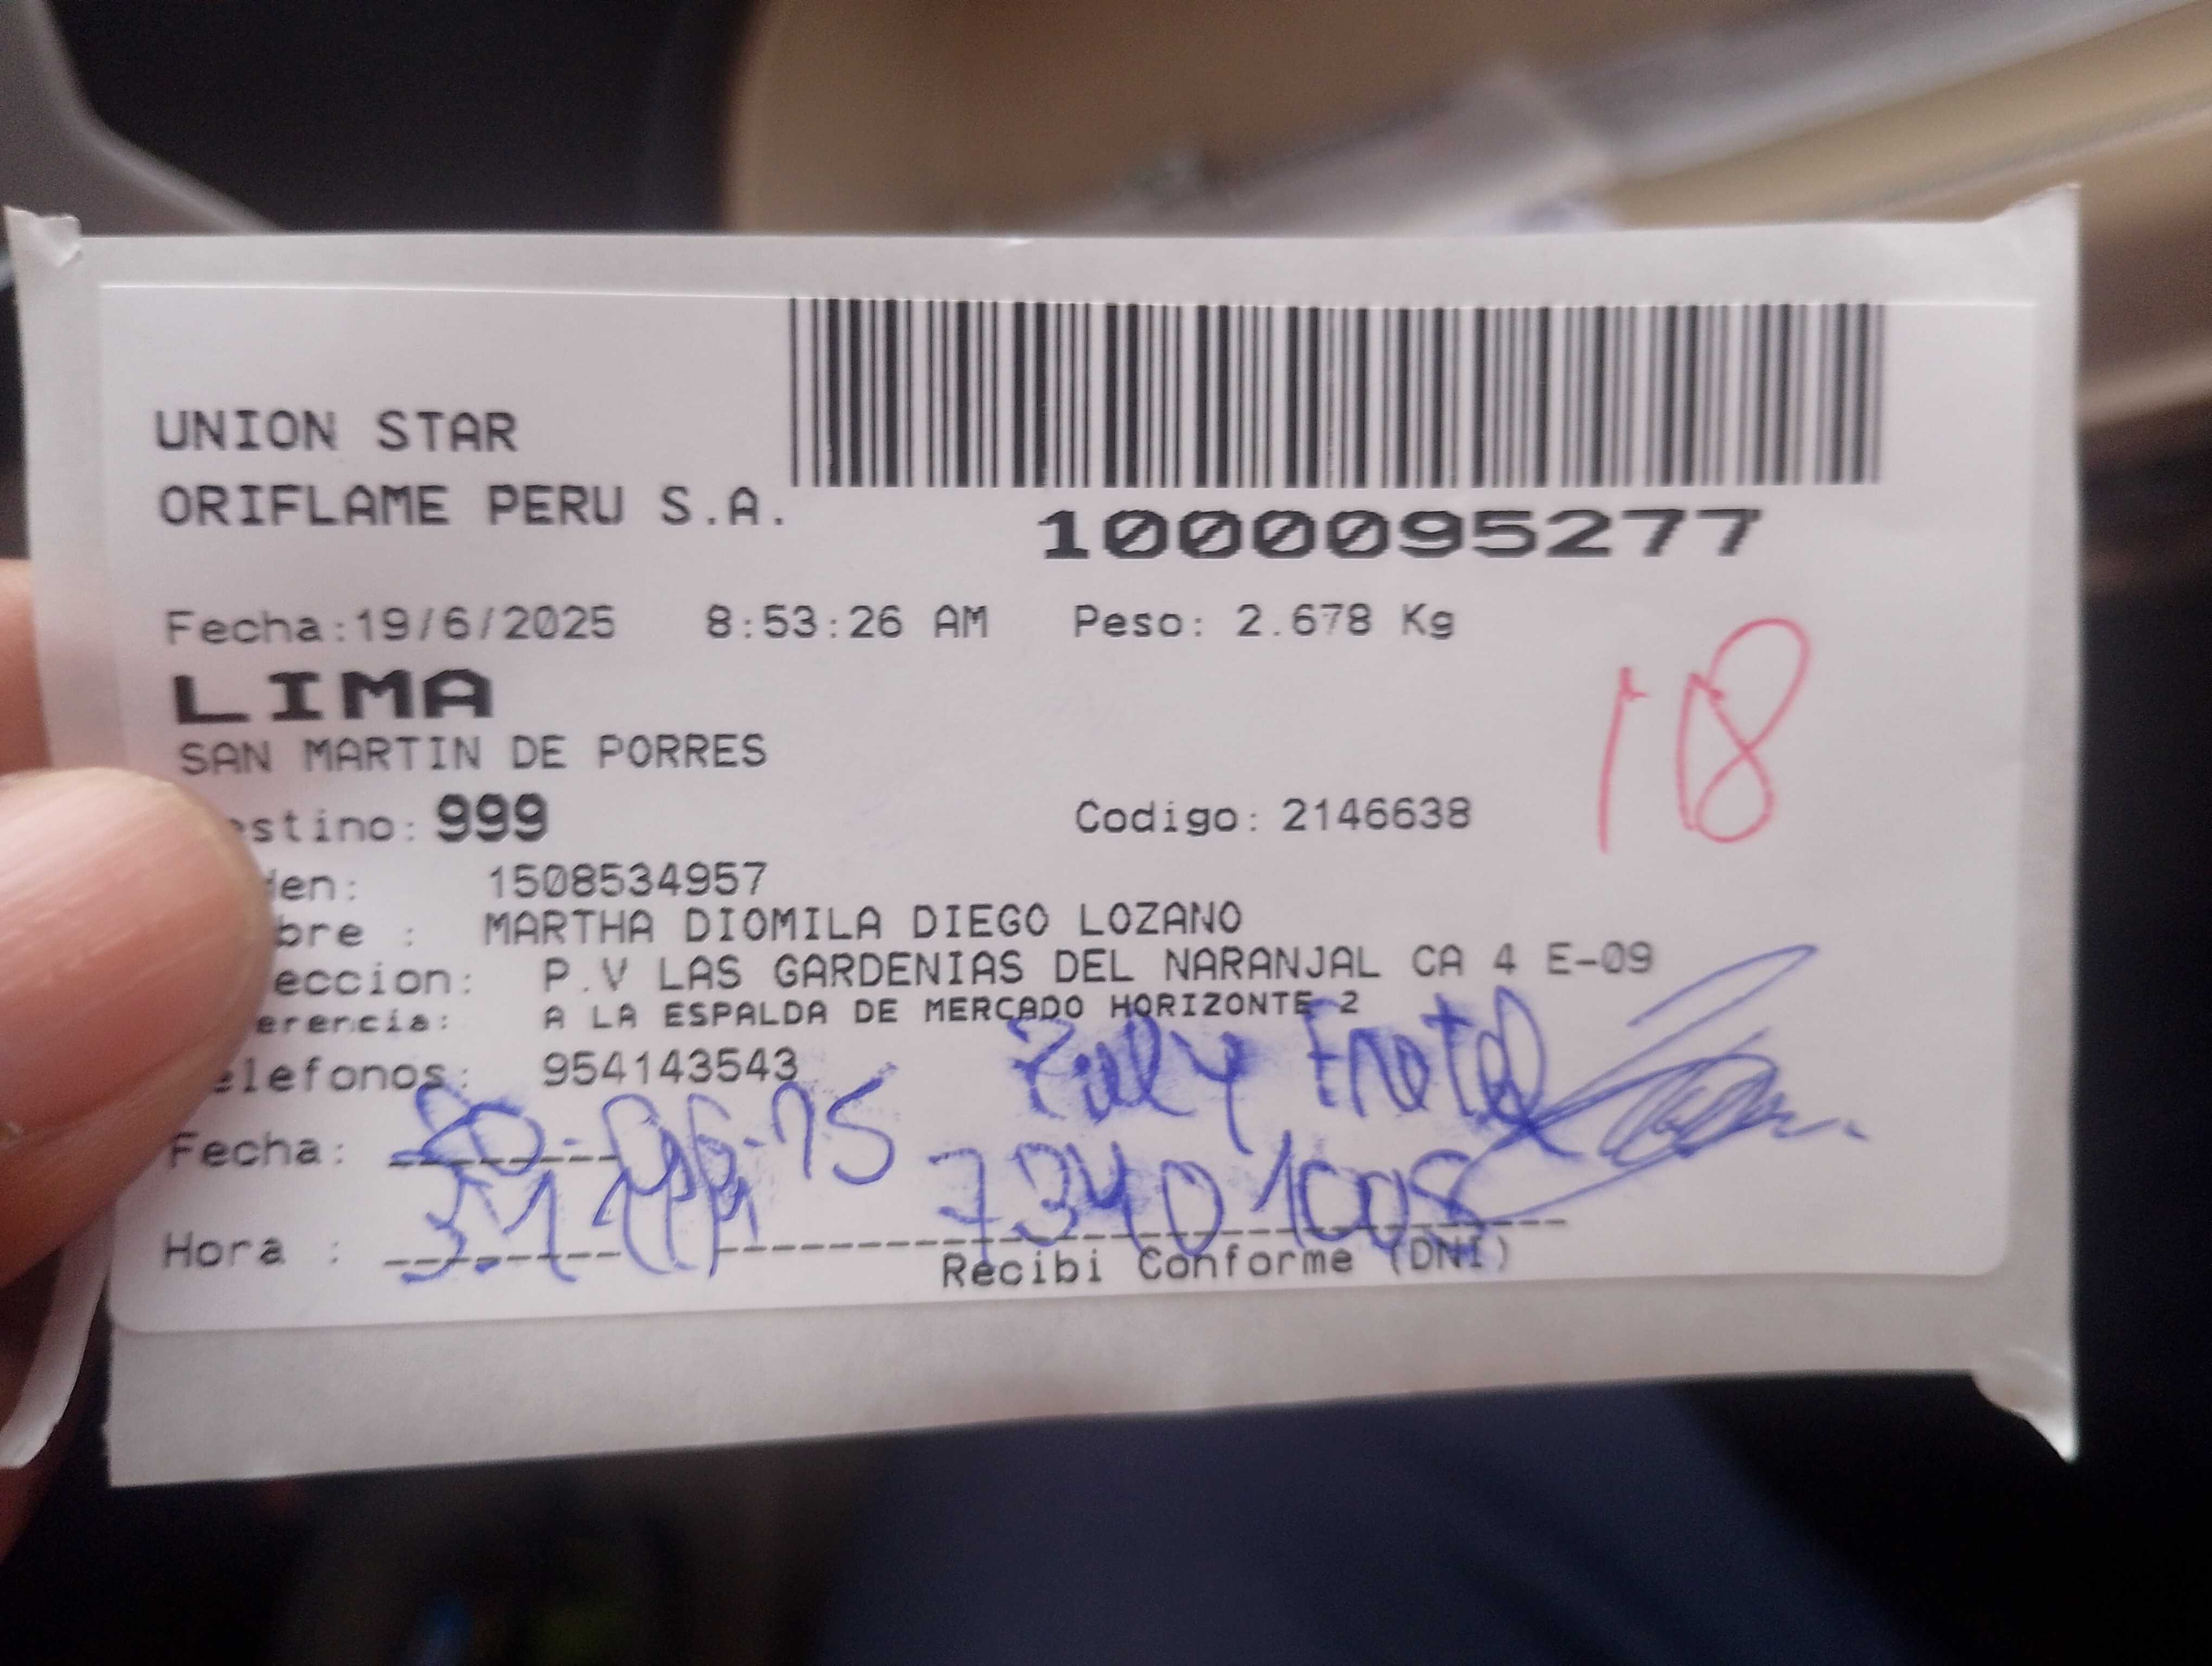 UNION STAR
ORIFLAME PERU S.A.
1000095277
Fecha:19/6/2025 8:53:26 AM Peso: 2.678 Kg
LIMA
SAN MARTIN DE PORRES
18
estino: 999 Codigo: 2146638
den: 1508534957
bre : MARTHA DIOMILA DIEGO LOZANO
eccion: P.V LAS GARDENIAS DEL NARANJAL CA 4 E-09
erencia: A LA ESPALDA DE MERCADO HORIZONTE 2
elefonos: 954143543
Fecha:
Hora : 73401008
Recibi Conforme (DNI)